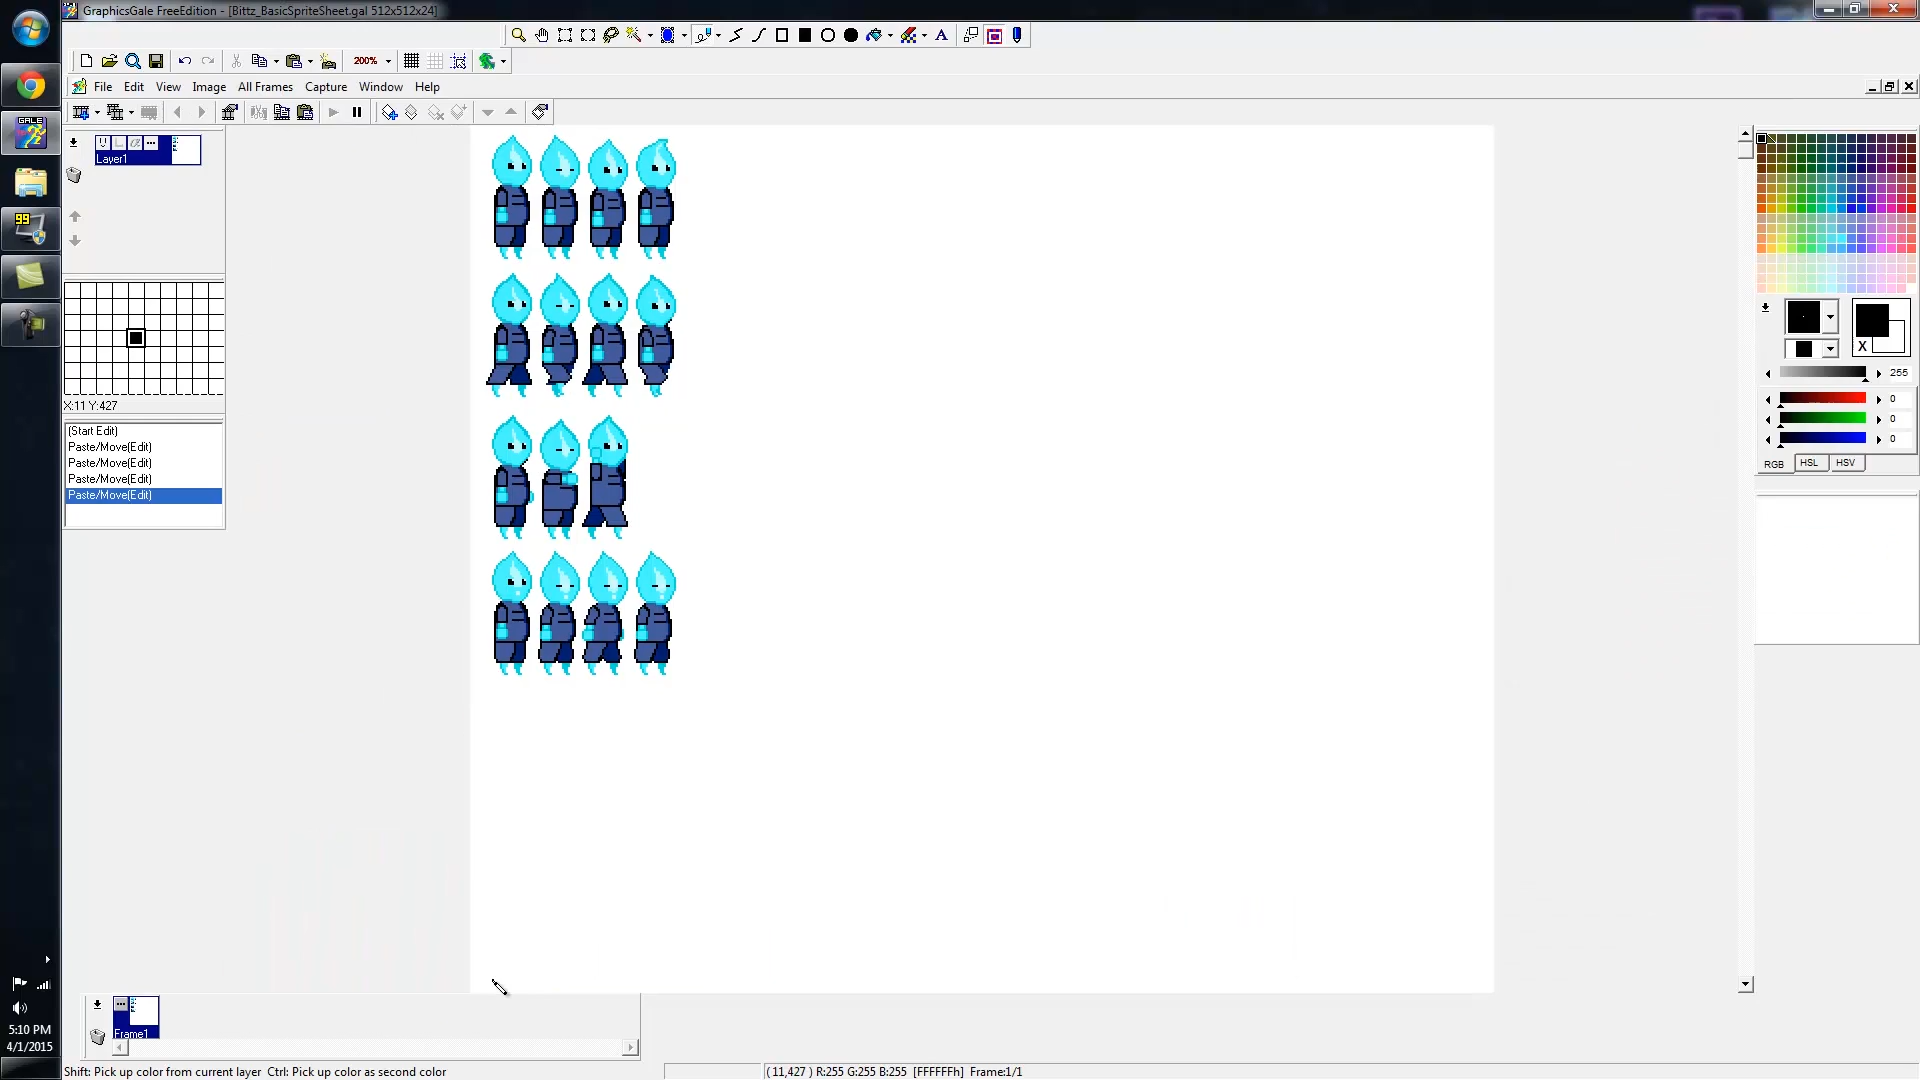 GraphicsGale FreeEdition - [Bittz_BasicSpriteSheet.gal 512x512x24]
A
200%
File Edit View Image All Frames Capture Window Help
GALE
Layer1
99
X:11 Y:427
(Start Edit)
Paste/Move(Edit)
Paste/Move(Edit)
Paste/Move(Edit)
Paste/Move(Edit)
X
255
0
0
0
RGB HSL HSV
Frame1
5:10 PM
4/1/2015
Shift: Pick up color from current layer Ctrl: Pick up color as second color
( 11,427 ) R:255 G:255 B:255 [FFFFFFh] Frame:1/1